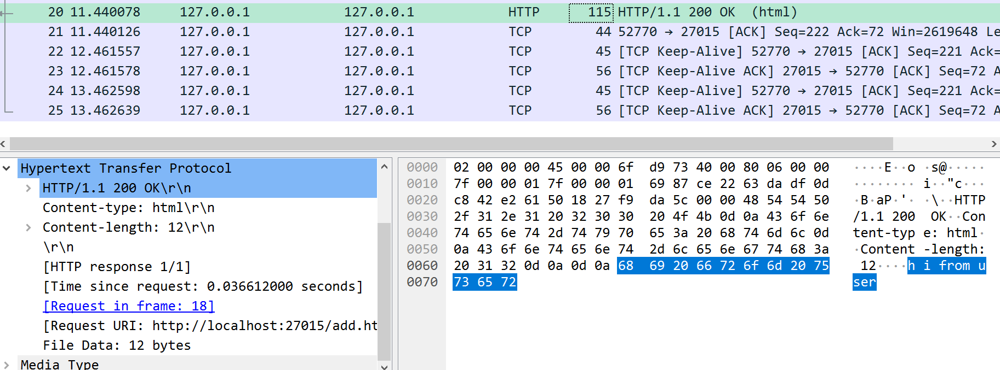 20 11.440078 127.0.0.1 127.0.0.1 HTTP 115 HTTP/1.1 200 OK  (html)
21 11.440126 127.0.0.1 127.0.0.1 TCP 44 52770 → 27015 [ACK] Seq=222 Ack=72 Win=2619648 Le
22 12.461557 127.0.0.1 127.0.0.1 TCP 45 [TCP Keep-Alive] 52770 → 27015 [ACK] Seq=221 Ack=
23 12.461578 127.0.0.1 127.0.0.1 TCP 56 [TCP Keep-Alive ACK] 27015 → 52770 [ACK] Seq=72 A
24 13.462598 127.0.0.1 127.0.0.1 TCP 45 [TCP Keep-Alive] 52770 → 27015 [ACK] Seq=221 Ack=
25 13.462639 127.0.0.1 127.0.0.1 TCP 56 [TCP Keep-Alive ACK] 27015 → 52770 [ACK] Seq=72 A
Hypertext Transfer Protocol
HTTP/1.1 200 OK\r\n
Content-type: html\r\n
Content-length: 12\r\n
\r\n
[HTTP response 1/1]
[Time since request: 0.036612000 seconds]
[Request in frame: 18]
[Request URI: http://localhost:27015/add.ht
File Data: 12 bytes
Media Type
0000 02 00 00 00 45 00 00 6f d9 73 40 00 80 06 00 00 ····E··o ·s@·····
0010 7f 00 00 01 7f 00 00 01 69 87 ce 22 63 da df 0d ········ i··"c···
0020 c8 42 e2 61 50 18 27 f9 da 5c 00 00 48 54 54 50 ·B·aP·'· ·\··HTTP
0030 2f 31 2e 31 20 32 30 30 20 4f 4b 0d 0a 43 6f 6e /1.1 200  OK··Con
0040 74 65 6e 74 2d 74 79 70 65 3a 20 68 74 6d 6c 0d tent-typ e: html·
0050 0a 43 6f 6e 74 65 6e 74 2d 6c 65 6e 67 74 68 3a ·Content -length:
0060 20 31 32 0d 0a 0d 0a 68 69 20 66 72 6f 6d 20 75 12····h i from u
0070 73 65 72 ser